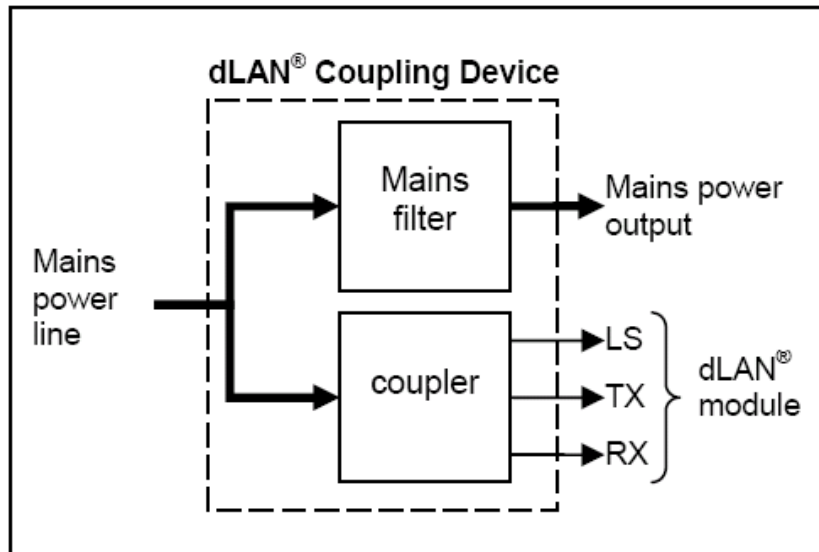 dLAN® Coupling Device
Mains
filter
Mains power
output
Mains
power
line
coupler
LS
TX
RX
dLAN®
module